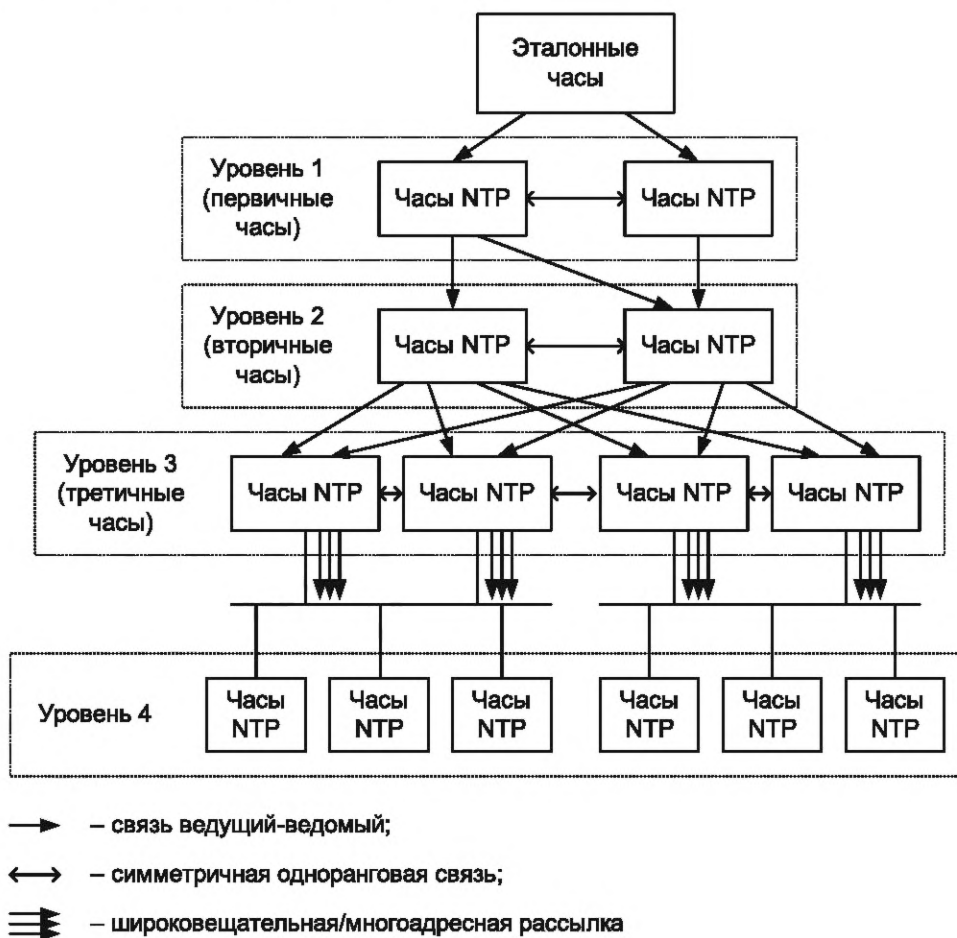 Эталонные
часы
Уровень 1
(первичные
часы)
Часы NTP
Часы NTP
Уровень 2
(вторичные
часы)
Часы NTP
Часы NTP
Уровень 3
(третичные
часы)
Часы NTP
Часы NTP
Часы NTP
Часы NTP
Уровень 4
Часы
NTP
Часы
NTP
Часы
NTP
Часы
NTP
Часы
NTP
Часы
NTP
– связь ведущий-ведомый;
– симметричная одноранговая связь;
– широковещательная/многоадресная рассылка